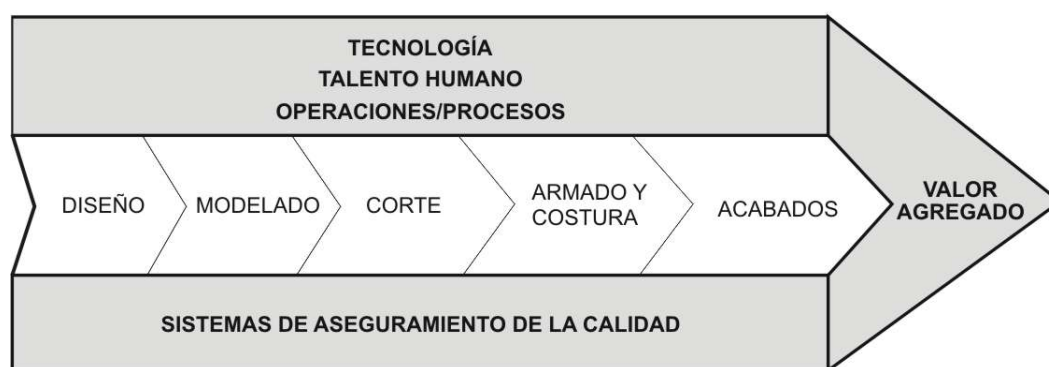 TECNOLOGÍA
TALENTO HUMANO
OPERACIONES/PROCESOS
DISEÑO
MODELADO
CORTE
ARMADO Y
COSTURA
ACABADOS
VALOR
AGREGADO
SISTEMAS DE ASEGURAMIENTO DE LA CALIDAD